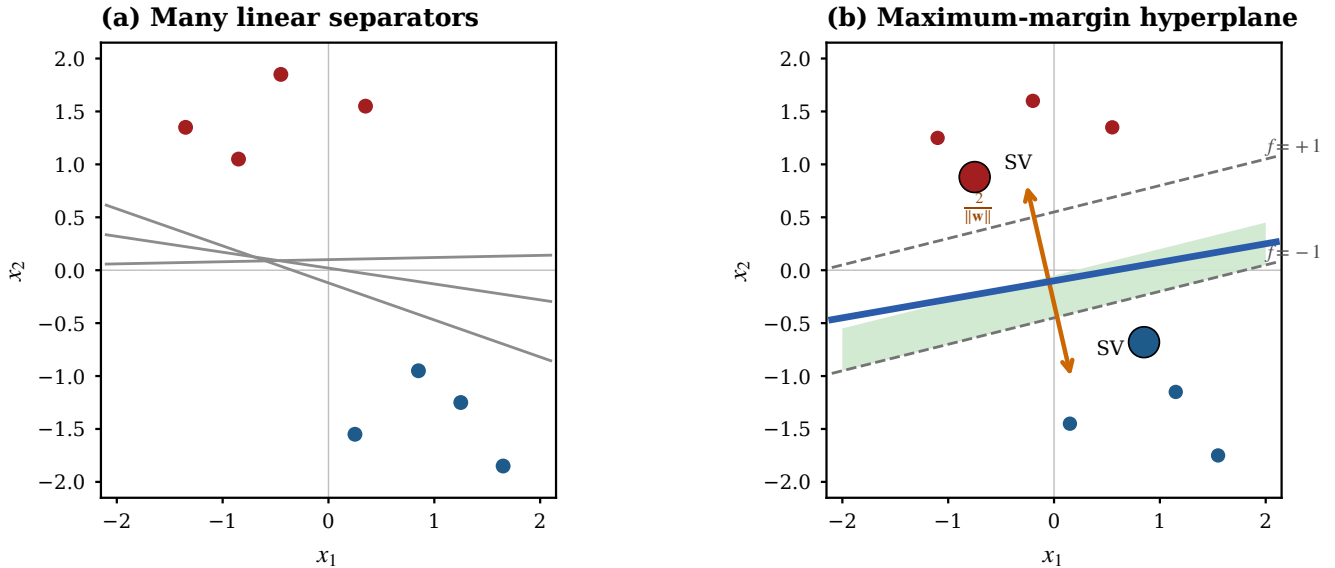 (a) Many linear separators
2.0
1.5
1.0
0.5
0.0
−0.5
−1.0
−1.5
−2.0
x₂
−2
−1
0
1
2
x₁
(b) Maximum-margin hyperplane
2.0
1.5
1.0
0.5
0.0
−0.5
−1.0
−1.5
−2.0
x₂
f = +1
SV
2
‖w‖
f = −1
SV
−2
−1
0
1
2
x₁